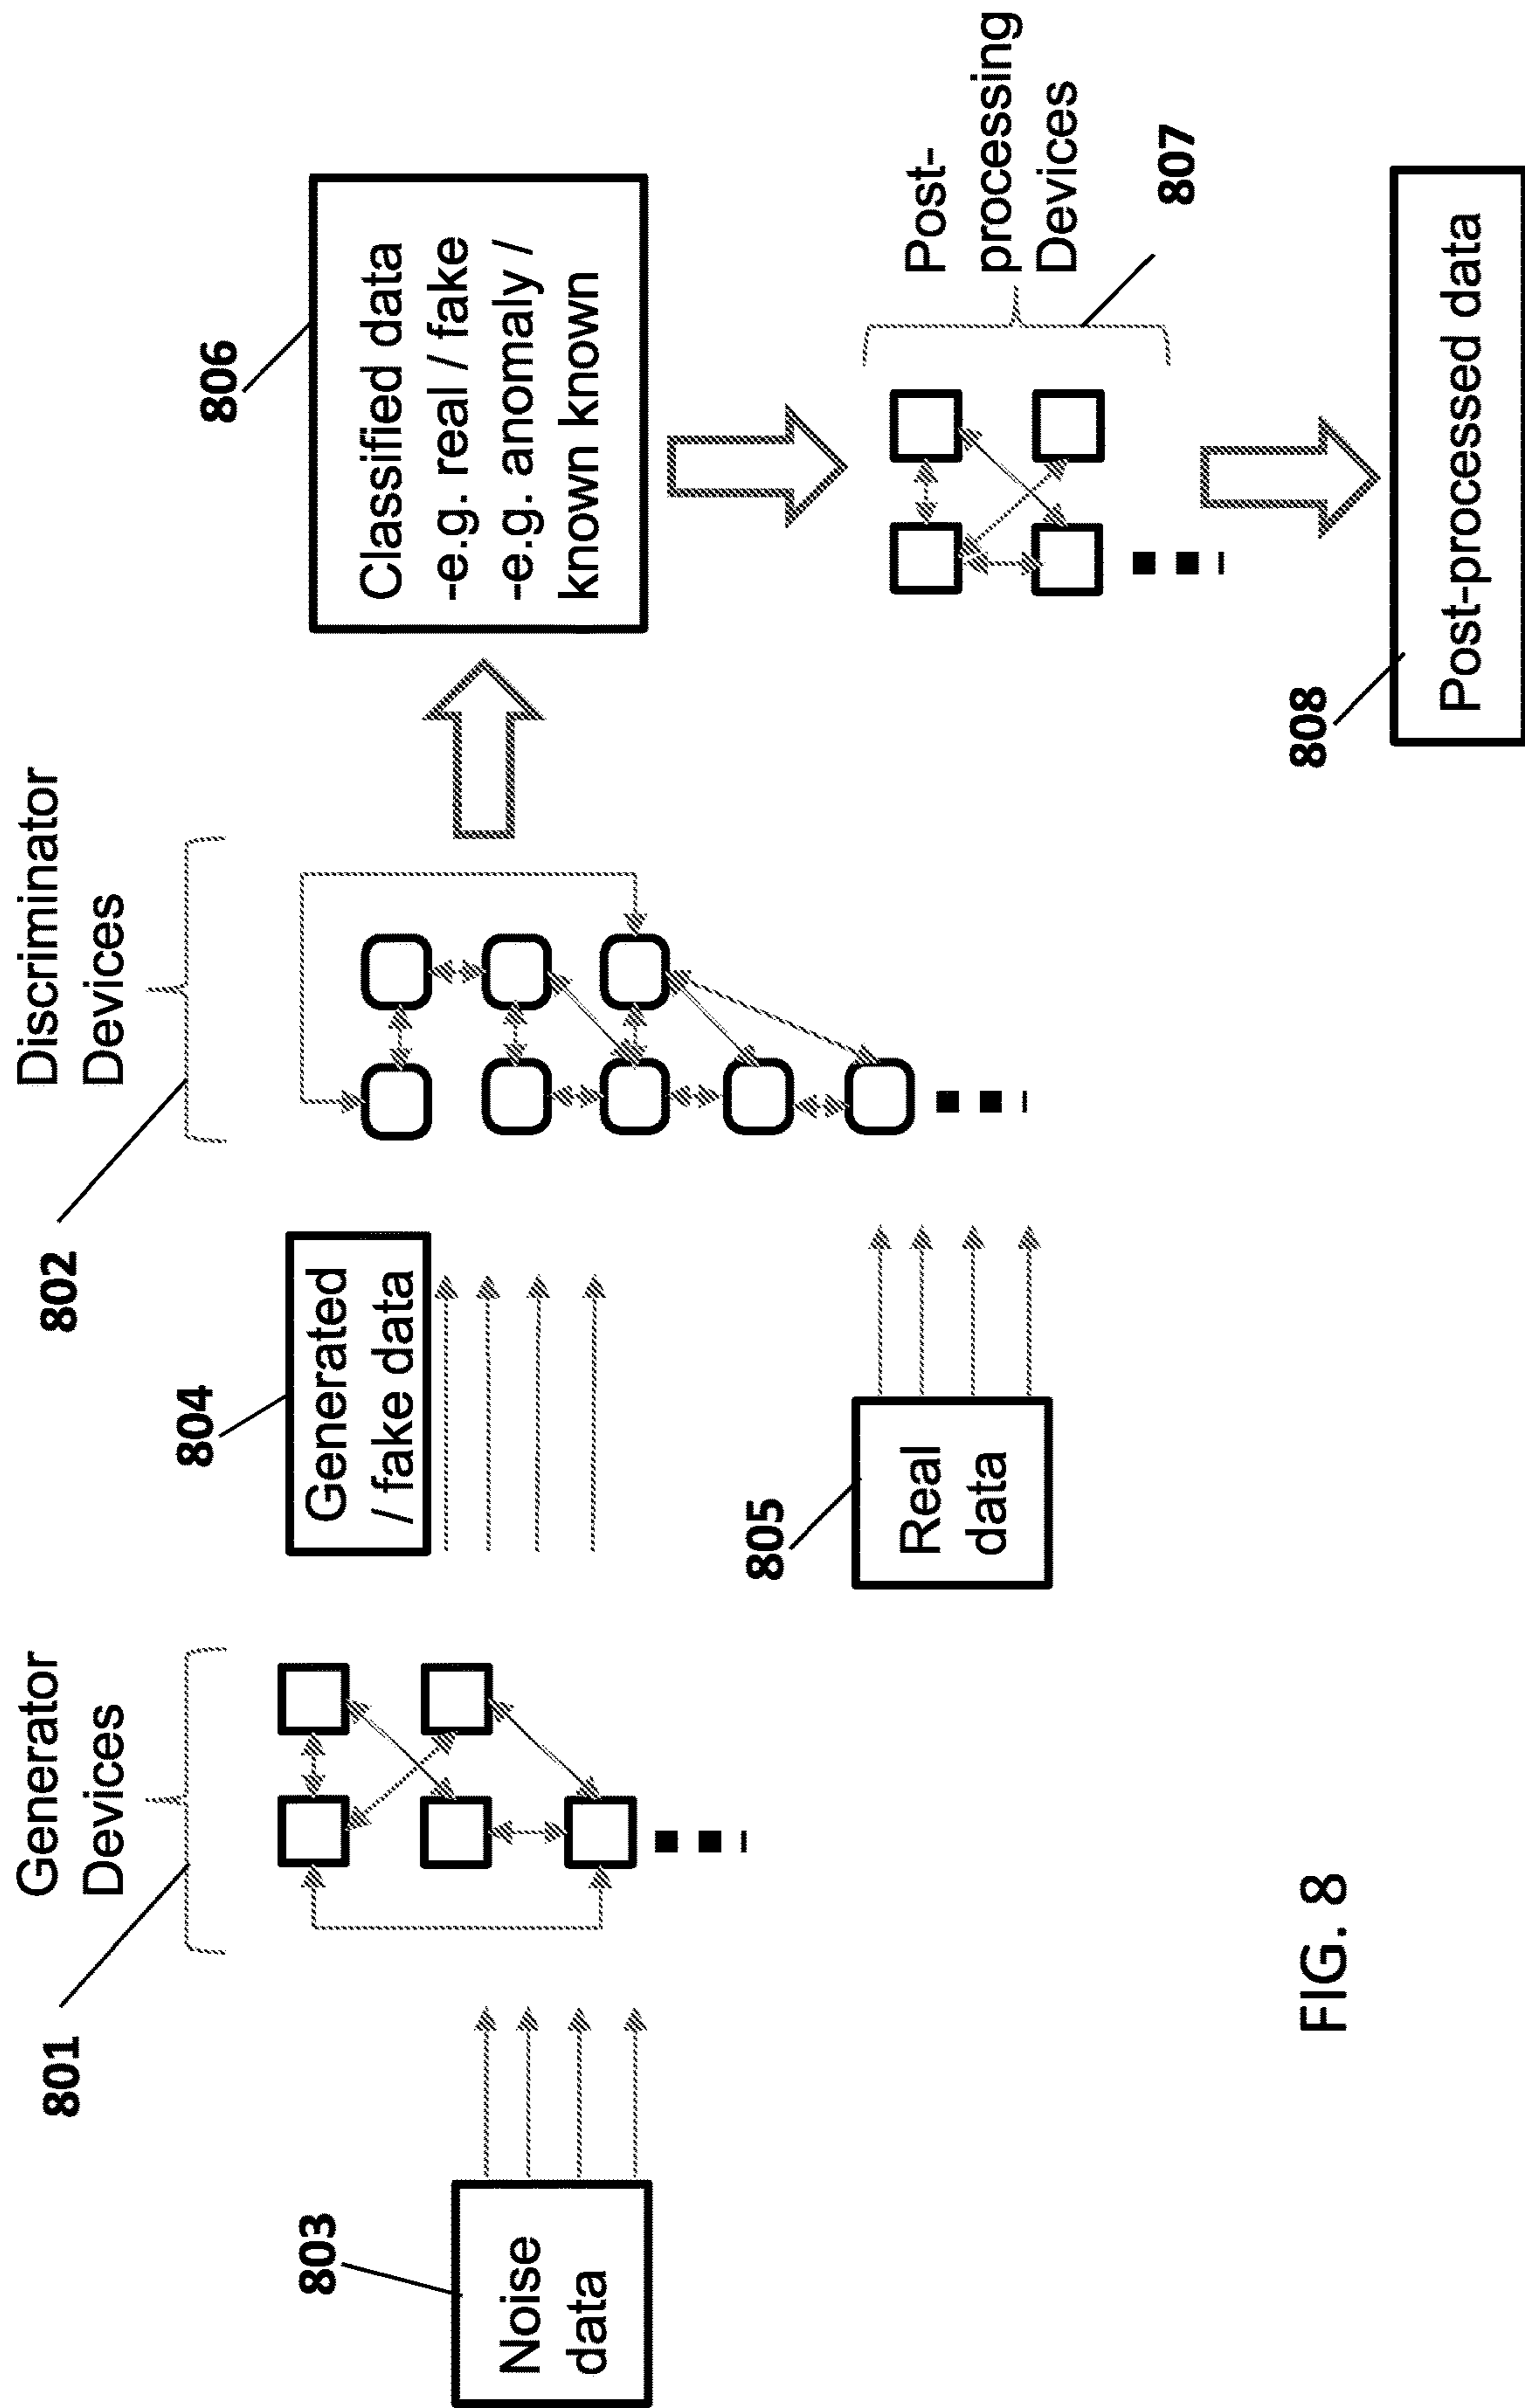 Generator
Devices
801
Discriminator
Devices
802
803
Noise
data
804
Generated
/ fake data
805
Real
data
806
Classified data
-e.g. real / fake
-e.g. anomaly /
known known
Post-
processing
Devices
807
808
Post-processed data
FIG. 8